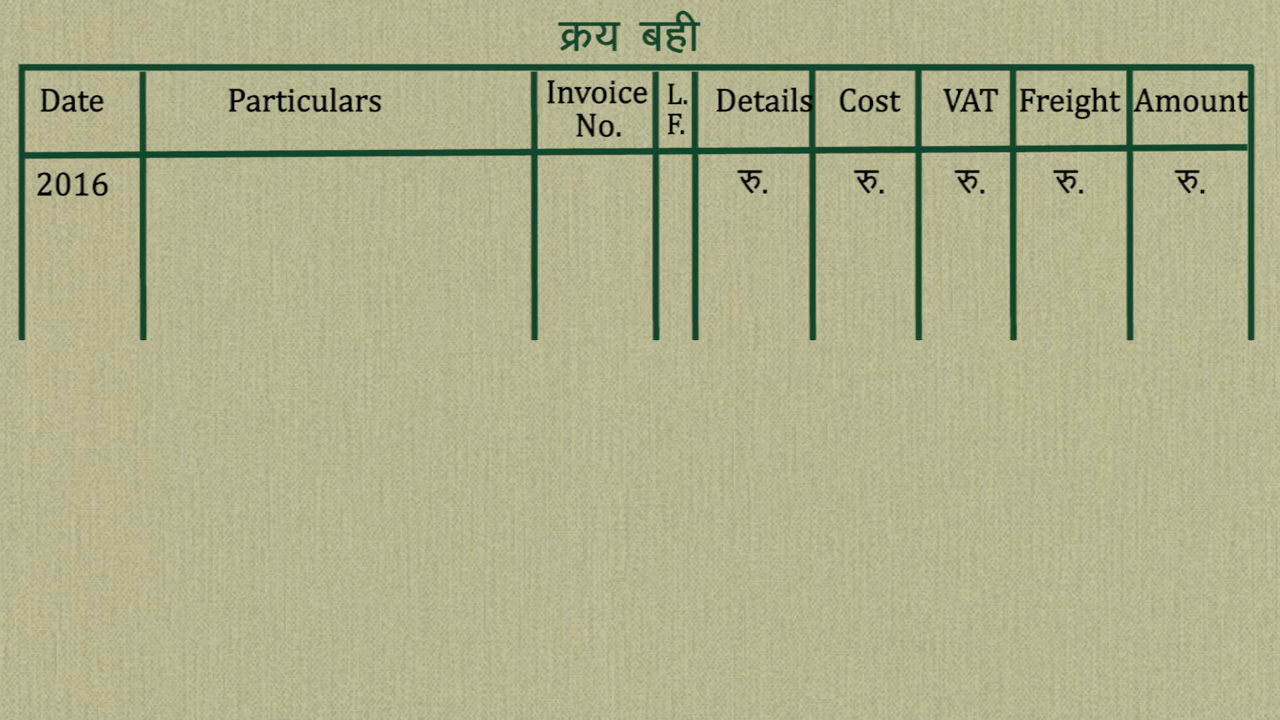 क्रय बही
Date Particulars Invoice No. L. F. Details Cost VAT Freight Amount
2016 रु. रु. रु. रु. रु.